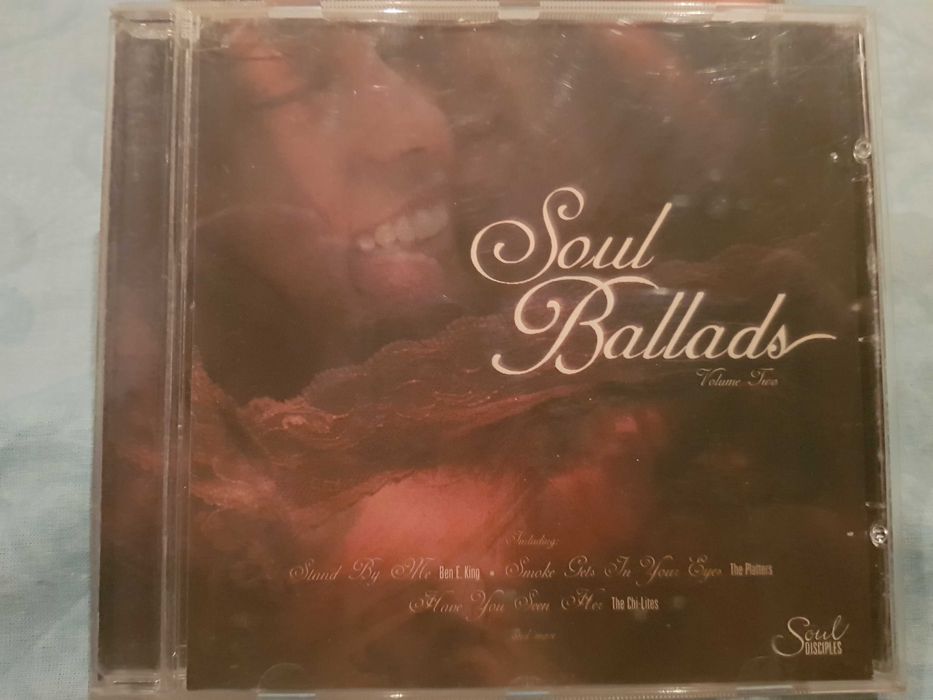 Soul
Ballads
Volume Two
Including:
Stand By Me Ben E. King • Smoke Gets In Your Eyes The Platters
Have You Seen Her The Chi-Lites
And more
Soul
DISCIPLES